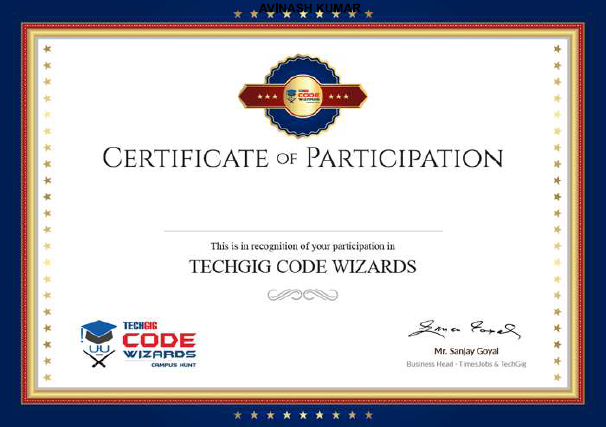 AVINASH KUMAR
TECHGIG
CODE
WIZARDS
CERTIFICATE OF PARTICIPATION
This is in recognition of your participation in
TECHGIG CODE WIZARDS
TECHGIG
CODE
WIZARDS
CAMPUS HUNT
Mr. Sanjay Goyal
Business Head - TimesJobs & TechGig